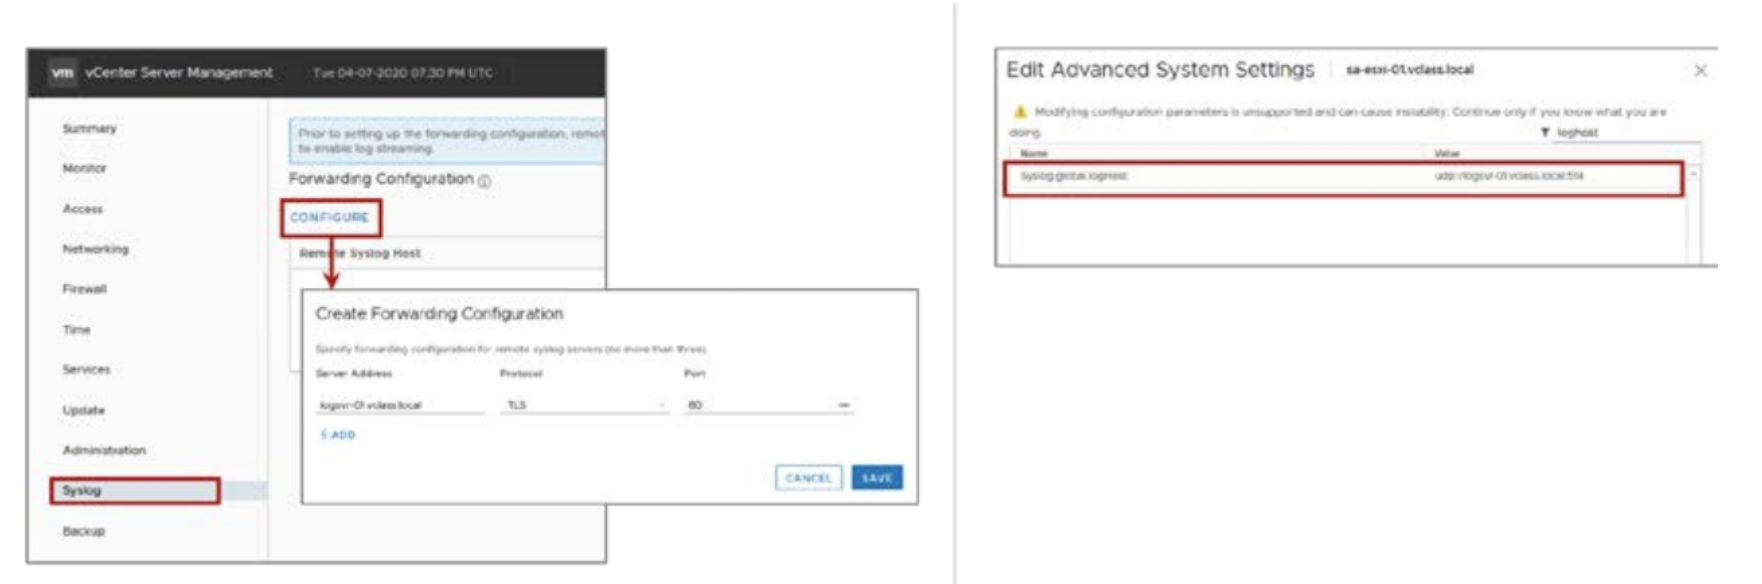 vm vCenter Server Management Tue 04-07-2020 07:30 PM UTC
Summary
Monitor
Access
Networking
Firewall
Time
Services
Update
Administration
Syslog
Backup
Prior to setting up the forwarding configuration, remot
to enable log streaming.
Forwarding Configuration
CONFIGURE
Remote Syslog Host
Create Forwarding Configuration
Specify forwarding configuration for remote syslog servers (no more than three)
Server Address Protocol Port
logsvr-01.vclass.local TLS 80
+ ADD
CANCEL SAVE
Edit Advanced System Settings sa-esxi-01.vclass.local
Modifying configuration parameters is unsupported and can cause instability. Continue only if you know what you are
doing.
loghost
Name Value
Syslog.global.logHost udp://logsvr-01.vclass.local:514